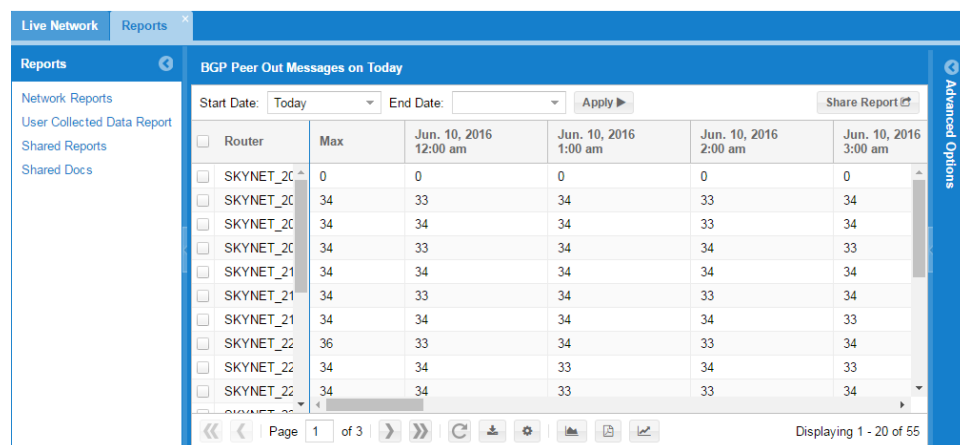 Live Network Reports
Reports
Network Reports
User Collected Data Report
Shared Reports
Shared Docs
BGP Peer Out Messages on Today
Start Date: Today End Date: Apply Share Report
Router Max Jun. 10, 2016 12:00 am Jun. 10, 2016 1:00 am Jun. 10, 2016 2:00 am Jun. 10, 2016 3:00 am
SKYNET_20 0 0 0 0 0
SKYNET_20 34 33 34 33 34
SKYNET_20 34 34 34 33 34
SKYNET_20 34 33 34 34 33
SKYNET_21 34 34 34 34 34
SKYNET_21 34 33 34 33 34
SKYNET_21 34 34 34 34 33
SKYNET_22 36 33 34 33 34
SKYNET_22 34 34 33 34 33
SKYNET_22 34 34 33 33 34
Page 1 of 3 Displaying 1 - 20 of 55
Advanced Options